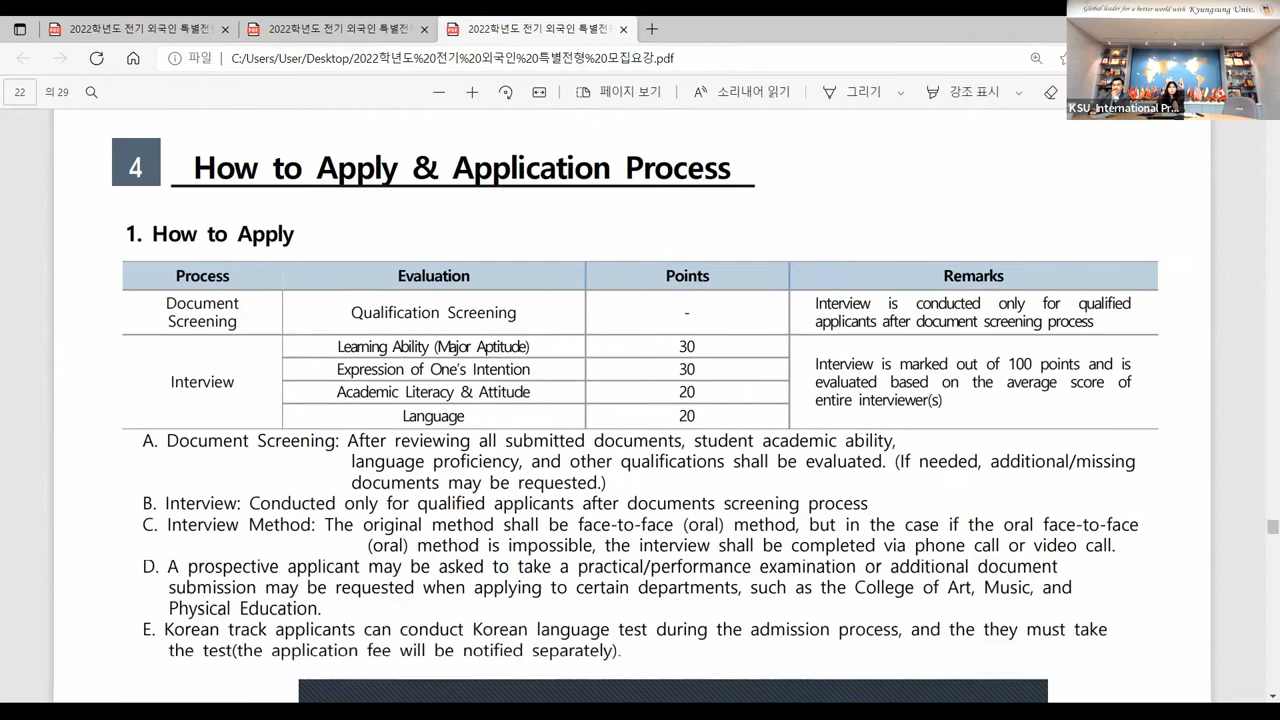 2022학년도 전기 외국인 특별전형
2022학년도 전기 외국인 특별전
2022학년도 전기 외국인 특별전형
파일
C:/Users/User/Desktop/2022학년도%20전기%20외국인%20특별전형%20모집요강.pdf
22 의 29
페이지 보기
소리내어 읽기
그리기
강조 표시
Global leader for a better world with Kyungsung Univ.
KSU_International Pr...
4 How to Apply & Application Process
1. How to Apply
Process Evaluation Points Remarks
Document
Screening
Qualification Screening
-
Interview is conducted only for qualified
applicants after document screening process
Interview
Learning Ability (Major Aptitude) 30
Expression of One's Intention 30
Academic Literacy & Attitude 20
Language 20
Interview is marked out of 100 points and is
evaluated based on the average score of
entire interviewer(s)
A. Document Screening: After reviewing all submitted documents, student academic ability,
language proficiency, and other qualifications shall be evaluated. (If needed, additional/missing
documents may be requested.)
B. Interview: Conducted only for qualified applicants after documents screening process
C. Interview Method: The original method shall be face-to-face (oral) method, but in the case if the oral face-to-face
(oral) method is impossible, the interview shall be completed via phone call or video call.
D. A prospective applicant may be asked to take a practical/performance examination or additional document
submission may be requested when applying to certain departments, such as the College of Art, Music, and
Physical Education.
E. Korean track applicants can conduct Korean language test during the admission process, and the they must take
the test(the application fee will be notified separately).